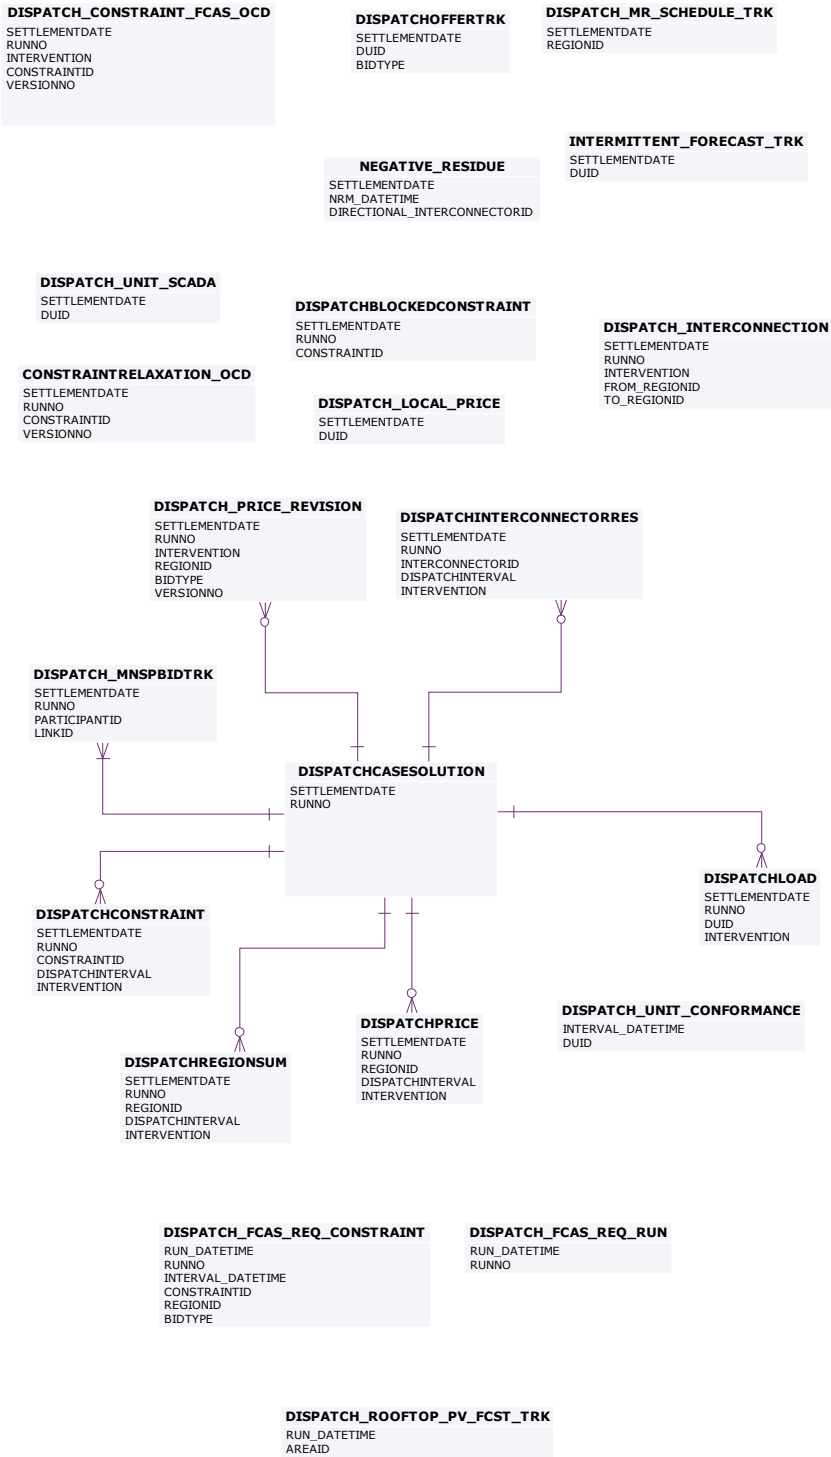 DISPATCH_CONSTRAINT_FCAS_OCD
SETTLEMENTDATE
RUNNO
INTERVENTION
CONSTRAINTID
VERSIONNO
DISPATCHOFFERTRK
SETTLEMENTDATE
DUID
BIDTYPE
DISPATCH_MR_SCHEDULE_TRK
SETTLEMENTDATE
REGIONID
INTERMITTENT_FORECAST_TRK
SETTLEMENTDATE
DUID
NEGATIVE_RESIDUE
SETTLEMENTDATE
NRM_DATETIME
DIRECTIONAL_INTERCONNECTORID
DISPATCH_UNIT_SCADA
SETTLEMENTDATE
DUID
DISPATCHBLOCKEDCONSTRAINT
SETTLEMENTDATE
RUNNO
CONSTRAINTID
DISPATCH_INTERCONNECTION
SETTLEMENTDATE
RUNNO
INTERVENTION
FROM_REGIONID
TO_REGIONID
CONSTRAINTRELAXATION_OCD
SETTLEMENTDATE
RUNNO
CONSTRAINTID
VERSIONNO
DISPATCH_LOCAL_PRICE
SETTLEMENTDATE
DUID
DISPATCH_PRICE_REVISION
SETTLEMENTDATE
RUNNO
INTERVENTION
REGIONID
BIDTYPE
VERSIONNO
DISPATCHINTERCONNECTORRES
SETTLEMENTDATE
RUNNO
INTERCONNECTORID
DISPATCHINTERVAL
INTERVENTION
DISPATCH_MNSPBIDTRK
SETTLEMENTDATE
RUNNO
PARTICIPANTID
LINKID
DISPATCHCASESOLUTION
SETTLEMENTDATE
RUNNO
DISPATCHLOAD
SETTLEMENTDATE
RUNNO
DUID
INTERVENTION
DISPATCHCONSTRAINT
SETTLEMENTDATE
RUNNO
CONSTRAINTID
DISPATCHINTERVAL
INTERVENTION
DISPATCH_UNIT_CONFORMANCE
INTERVAL_DATETIME
DUID
DISPATCHPRICE
SETTLEMENTDATE
RUNNO
REGIONID
DISPATCHINTERVAL
INTERVENTION
DISPATCHREGIONSUM
SETTLEMENTDATE
RUNNO
REGIONID
DISPATCHINTERVAL
INTERVENTION
DISPATCH_FCAS_REQ_CONSTRAINT
RUN_DATETIME
RUNNO
INTERVAL_DATETIME
CONSTRAINTID
REGIONID
BIDTYPE
DISPATCH_FCAS_REQ_RUN
RUN_DATETIME
RUNNO
DISPATCH_ROOFTOP_PV_FCST_TRK
RUN_DATETIME
AREAID